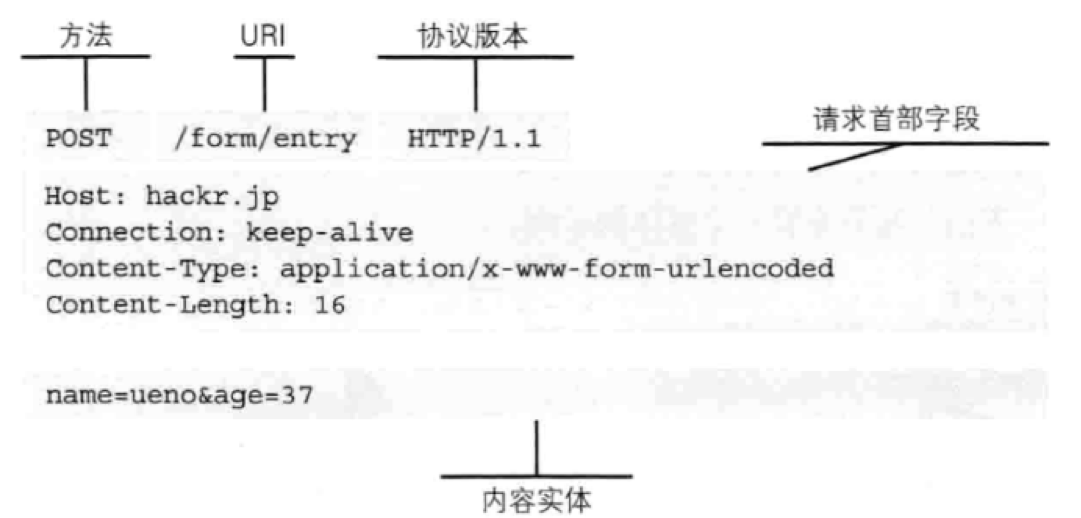 方法 URI 协议版本
请求首部字段
POST /form/entry HTTP/1.1
Host: hackr.jp
Connection: keep-alive
Content-Type: application/x-www-form-urlencoded
Content-Length: 16
name=ueno&age=37
内容实体